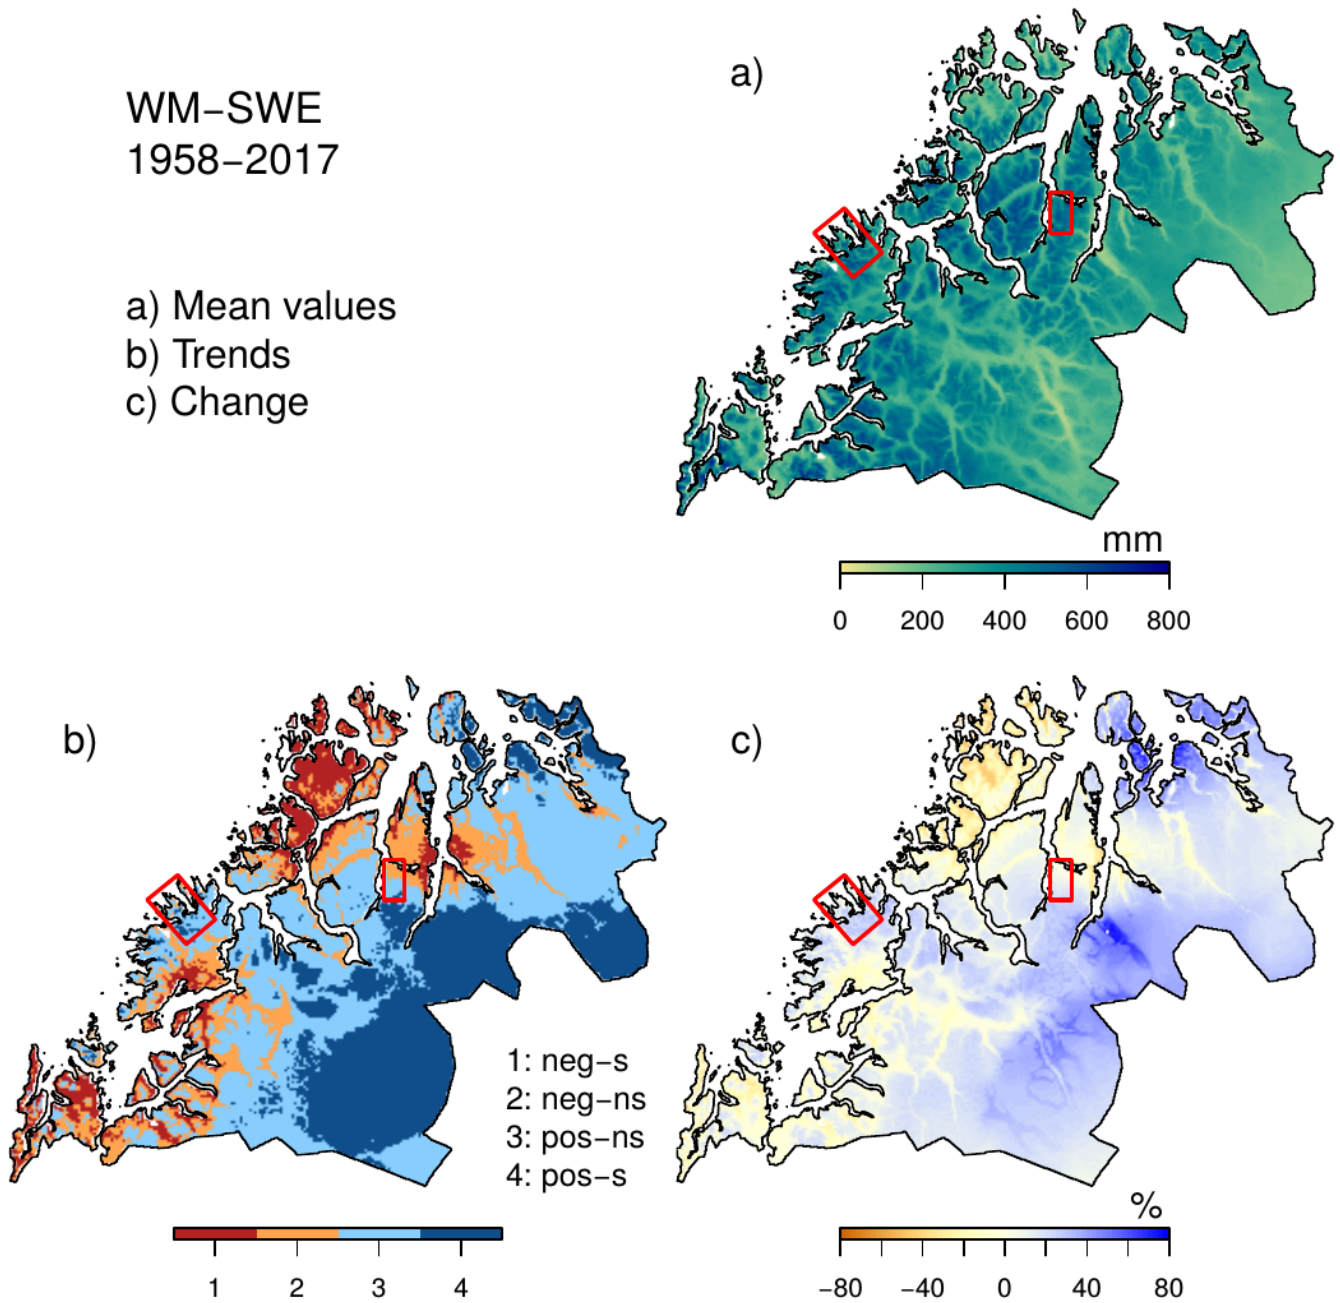 WM−SWE
1958−2017
a) Mean values
b) Trends
c) Change
a)
mm
0 200 400 600 800
b)
1: neg−s
2: neg−ns
3: pos−ns
4: pos−s
1 2 3 4
c)
%
−80 −40 0 40 80